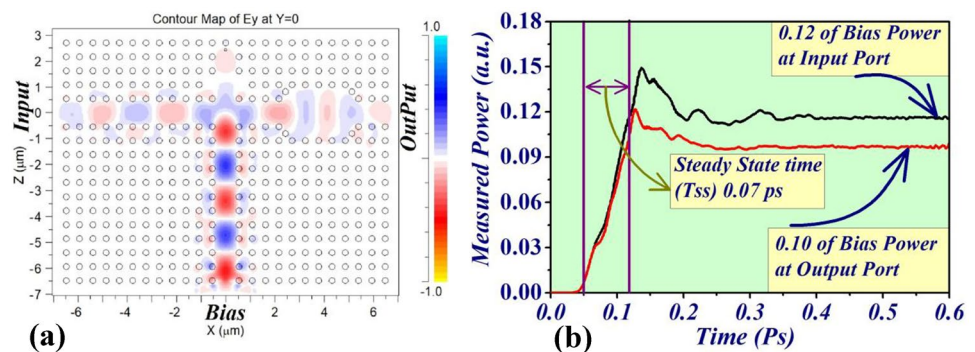 Contour Map of Ey at Y=0
3
2
1
0
-1
-2
-3
-4
-5
-6
-7
Z (μm)
Input
-6
-4
-2
Bias
2
4
6
X (μm)
OutPut
1.0
-1.0
(a)
Measured Power (a.u.)
0.18
0.15
0.12
0.09
0.06
0.03
0.00
0.12 of Bias Power
at Input Port
Steady State time
(Tss) 0.07 ps
0.10 of Bias Power
at Output Port
0.0
0.1
0.2
0.3
0.4
0.5
0.6
Time (Ps)
(b)